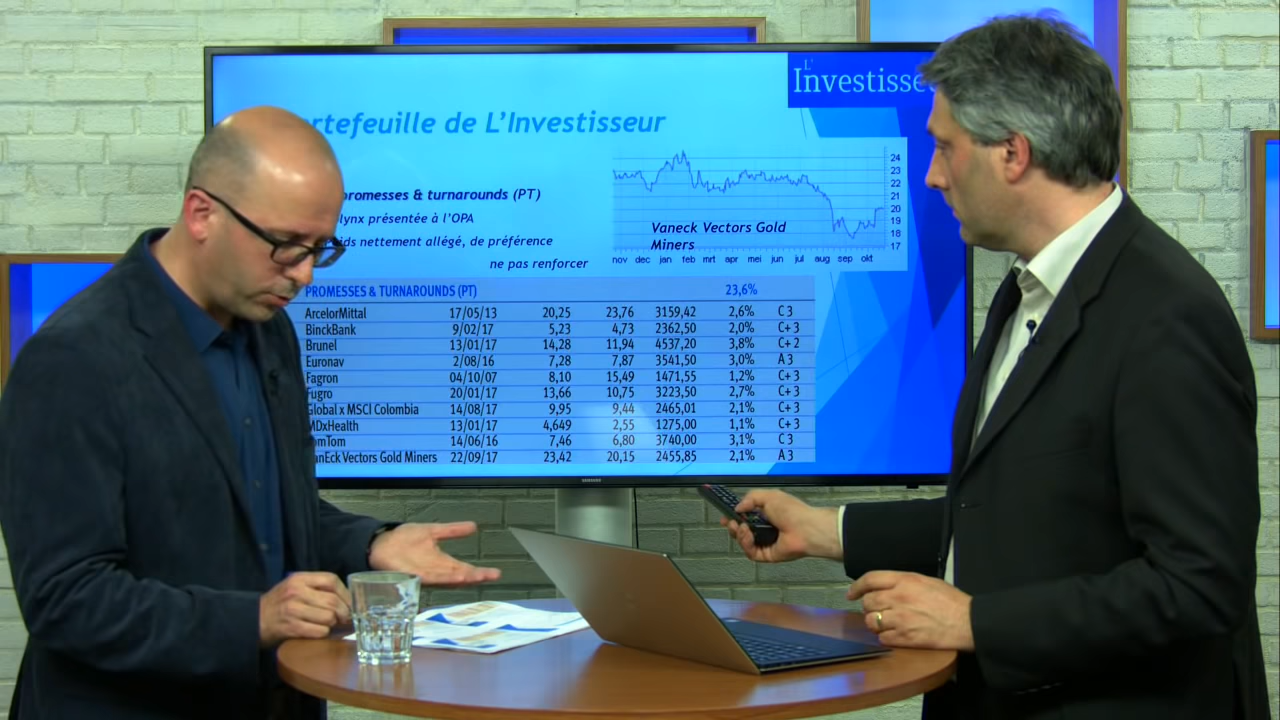 L'
Investisse
rtefeuille de L'Investisseur
promesses & turnarounds (PT)
lynx présentée à l'OPA
ids nettement allégé, de préférence
ne pas renforcer
24
23
22
21
20
19
18
17
Vaneck Vectors Gold
Miners
nov dec jan feb mrt apr mei jun jul aug sep okt
PROMESSES & TURNAROUNDS (PT) 23,6%
ArcelorMittal 17/05/13 20,25 23,76 3159,42 2,6% C 3
BinckBank 9/02/17 5,23 4,73 2362,50 2,0% C+ 3
Brunel 13/01/17 14,28 11,94 4537,20 3,8% C+ 2
Euronav 2/08/16 7,28 7,87 3541,50 3,0% A 3
Fagron 04/10/07 8,10 15,49 1471,55 1,2% C+ 3
Fugro 20/01/17 13,66 10,75 3223,50 2,7% C+ 3
Global x MSCI Colombia 14/08/17 9,95 9,44 2465,01 2,1% C+ 3
MDxHealth 13/01/17 4,649 2,55 1275,00 1,1% C+ 3
omTom 14/06/16 7,46 6,80 3740,00 3,1% C 3
anEck Vectors Gold Miners 22/09/17 23,42 20,15 2455,85 2,1% A 3
SAMSUNG